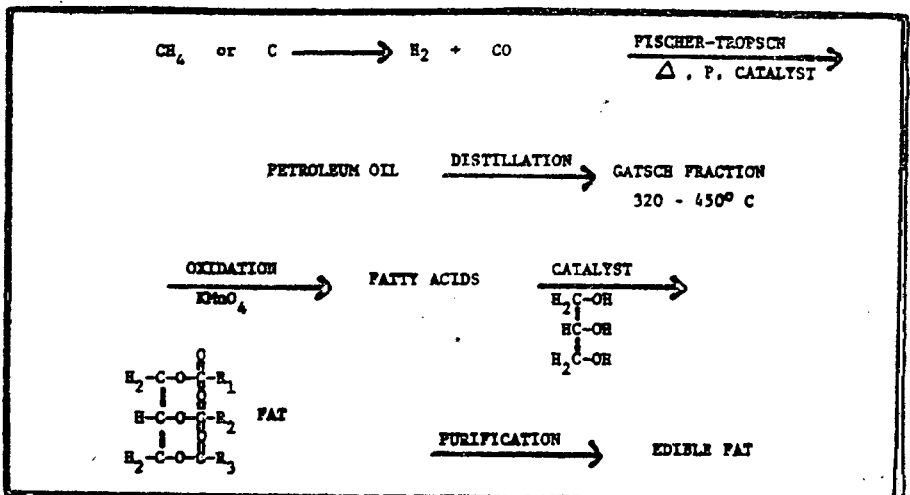 CH4 or C ⟶ H2 + CO FISCHER-TROPSCH
Δ, P, CATALYST
PETROLEUM OIL DISTILLATION ⟶ GATSCH FRACTION
320 - 450° C
OXIDATION ⟶ FATTY ACIDS CATALYST ⟶
KMnO4
H2C-OH
HC-OH
H2C-OH
O
H2-C-O-C-R1
O
H-C-O-C-R2 FAT
O
H2-C-O-C-R3
PURIFICATION ⟶ EDIBLE FAT